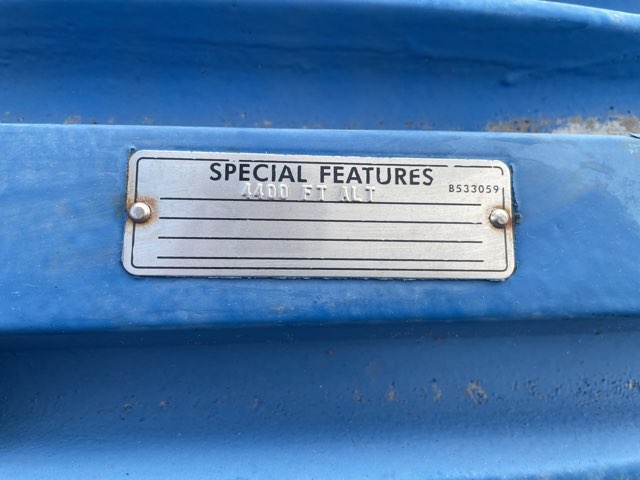 SPECIAL FEATURES
4400 FT ALT
B533059